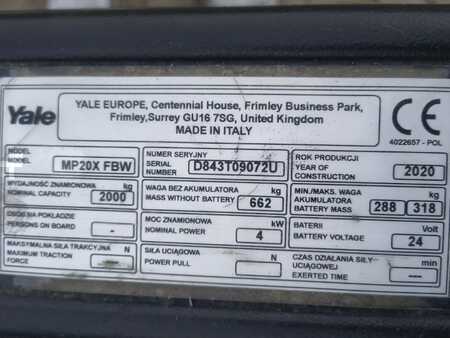 Yale
YALE EUROPE, Centennial House, Frimley Business Park,
Frimley,Surrey GU16 7SG, United Kingdom
MADE IN ITALY
CE
4022657 - POL
MODEL
MODEL
MP20X FBW
NUMER SERYJNY
SERIAL
NUMBER
D843T09072U
ROK PRODUKCJI
YEAR OF
CONSTRUCTION
2020
WYDAJNOŚĆ ZNAMIONOWA kg
NOMINAL CAPACITY
2000
WAGA BEZ AKUMULATORA kg
MASS WITHOUT BATTERY
662
MIN./MAKS. WAGA kg
AKUMULATORA
BATTERY MASS
288 318
OSÓB NA POKŁADZIE
PERSONS ON BOARD
-
MOC ZNAMIONOWA kW
NOMINAL POWER
4
BATERII Volt
BATTERY VOLTAGE
24
MAKSYMALNA SIŁA TRAKCYJNA N
MAXIMUM TRACTION
FORCE
---
SIŁA UCIĄGOWA N
POWER PULL
---
CZAS DZIAŁANIA SIŁY min
UCIĄGOWEJ
EXERTED TIME
---